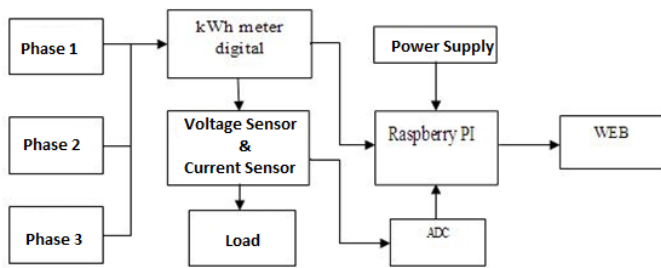 Phase 1
kWh meter
digital
Power Supply
Phase 2
Voltage Sensor
&
Current Sensor
Raspberry PI
WEB
Phase 3
Load
ADC